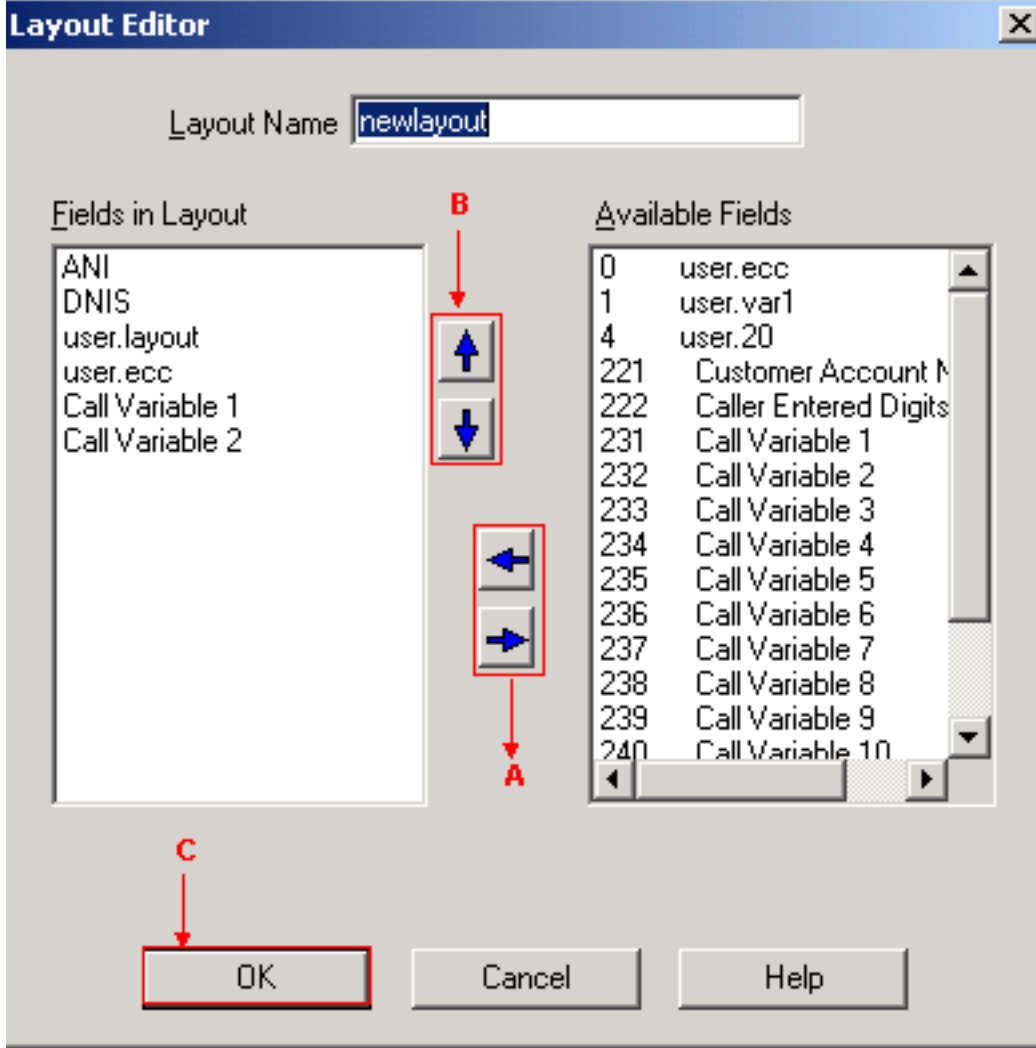 Layout Editor
Layout Name newlayout
Fields in Layout
B
Available Fields
ANI
DNIS
user.layout
user.ecc
Call Variable 1
Call Variable 2
0 user.ecc
1 user.var1
4 user.20
221 Customer Account N
222 Caller Entered Digits
231 Call Variable 1
232 Call Variable 2
233 Call Variable 3
234 Call Variable 4
235 Call Variable 5
236 Call Variable 6
237 Call Variable 7
238 Call Variable 8
239 Call Variable 9
240 Call Variable 10
A
C
OK Cancel Help